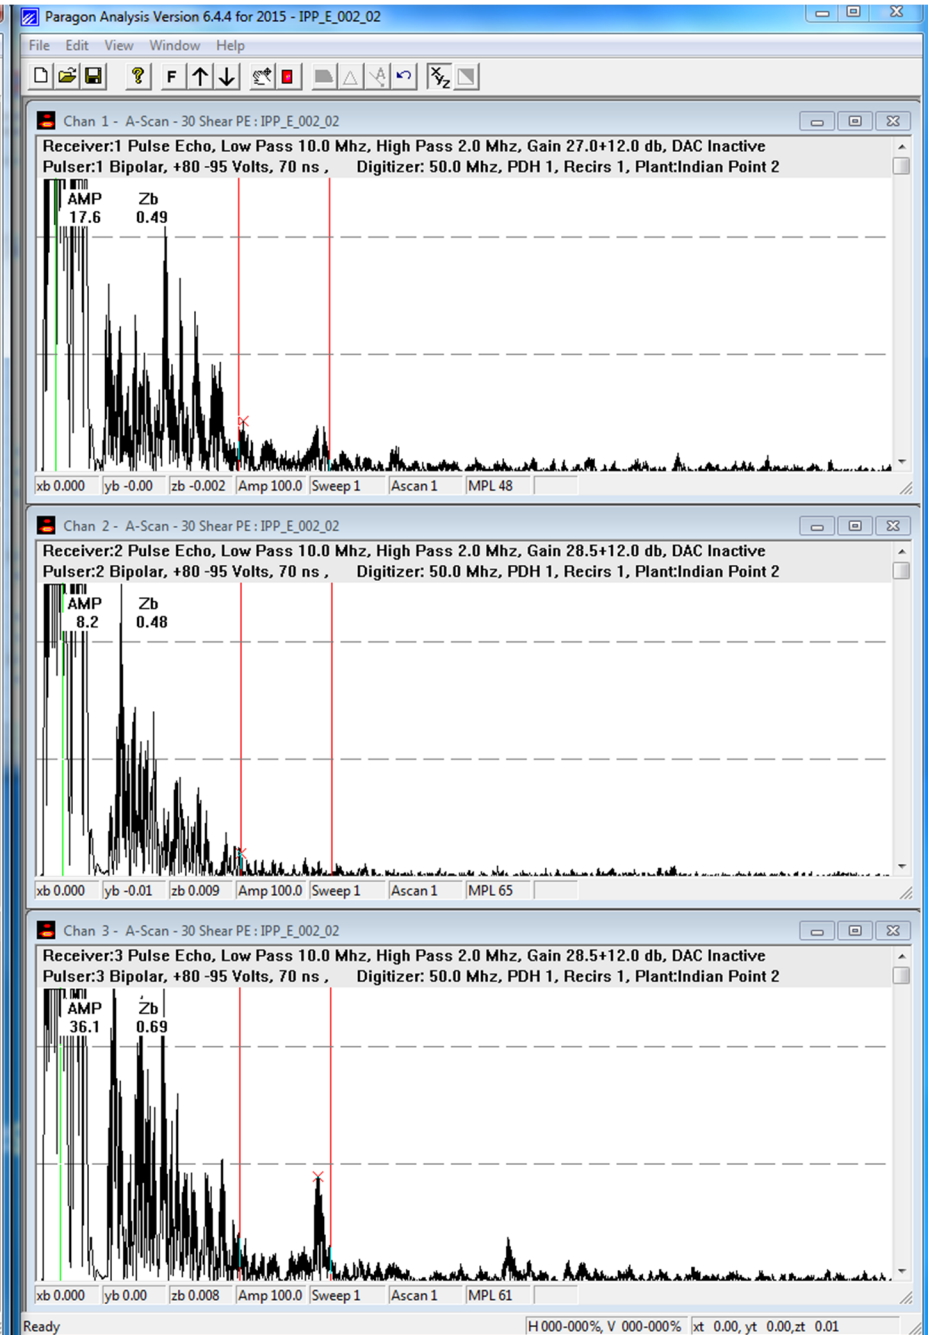 Paragon Analysis Version 6.4.4 for 2015 - IPP_E_002_02
File Edit View Window Help
F
XYZ
Chan 1 - A-Scan - 30 Shear PE : IPP_E_002_02
Receiver:1 Pulse Echo, Low Pass 10.0 Mhz, High Pass 2.0 Mhz, Gain 27.0+12.0 db, DAC Inactive
Pulser:1 Bipolar, +80 -95 Volts, 70 ns , Digitizer: 50.0 Mhz, PDH 1, Recirs 1, Plant:Indian Point 2
AMP Zb
17.6 0.49
xb 0.000 yb -0.00 zb -0.002 Amp 100.0 Sweep 1 Ascan 1 MPL 48
Chan 2 - A-Scan - 30 Shear PE : IPP_E_002_02
Receiver:2 Pulse Echo, Low Pass 10.0 Mhz, High Pass 2.0 Mhz, Gain 28.5+12.0 db, DAC Inactive
Pulser:2 Bipolar, +80 -95 Volts, 70 ns , Digitizer: 50.0 Mhz, PDH 1, Recirs 1, Plant:Indian Point 2
AMP Zb
8.2 0.48
xb 0.000 yb -0.01 zb 0.009 Amp 100.0 Sweep 1 Ascan 1 MPL 65
Chan 3 - A-Scan - 30 Shear PE : IPP_E_002_02
Receiver:3 Pulse Echo, Low Pass 10.0 Mhz, High Pass 2.0 Mhz, Gain 28.5+12.0 db, DAC Inactive
Pulser:3 Bipolar, +80 -95 Volts, 70 ns , Digitizer: 50.0 Mhz, PDH 1, Recirs 1, Plant:Indian Point 2
AMP Zb
36.1 0.69
xb 0.000 yb 0.00 zb 0.008 Amp 100.0 Sweep 1 Ascan 1 MPL 61
Ready H 000-000%, V 000-000% xt 0.00, yt 0.00,zt 0.01